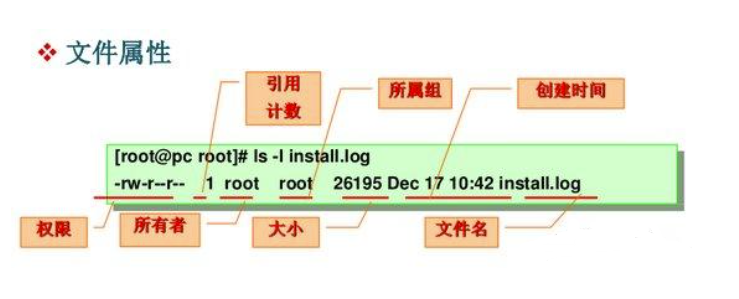 文件属性
引用
计数
所属组
创建时间
[root@pc root]# ls -l install.log
-rw-r--r-- 1 root root 26195 Dec 17 10:42 install.log
权限
所有者
大小
文件名